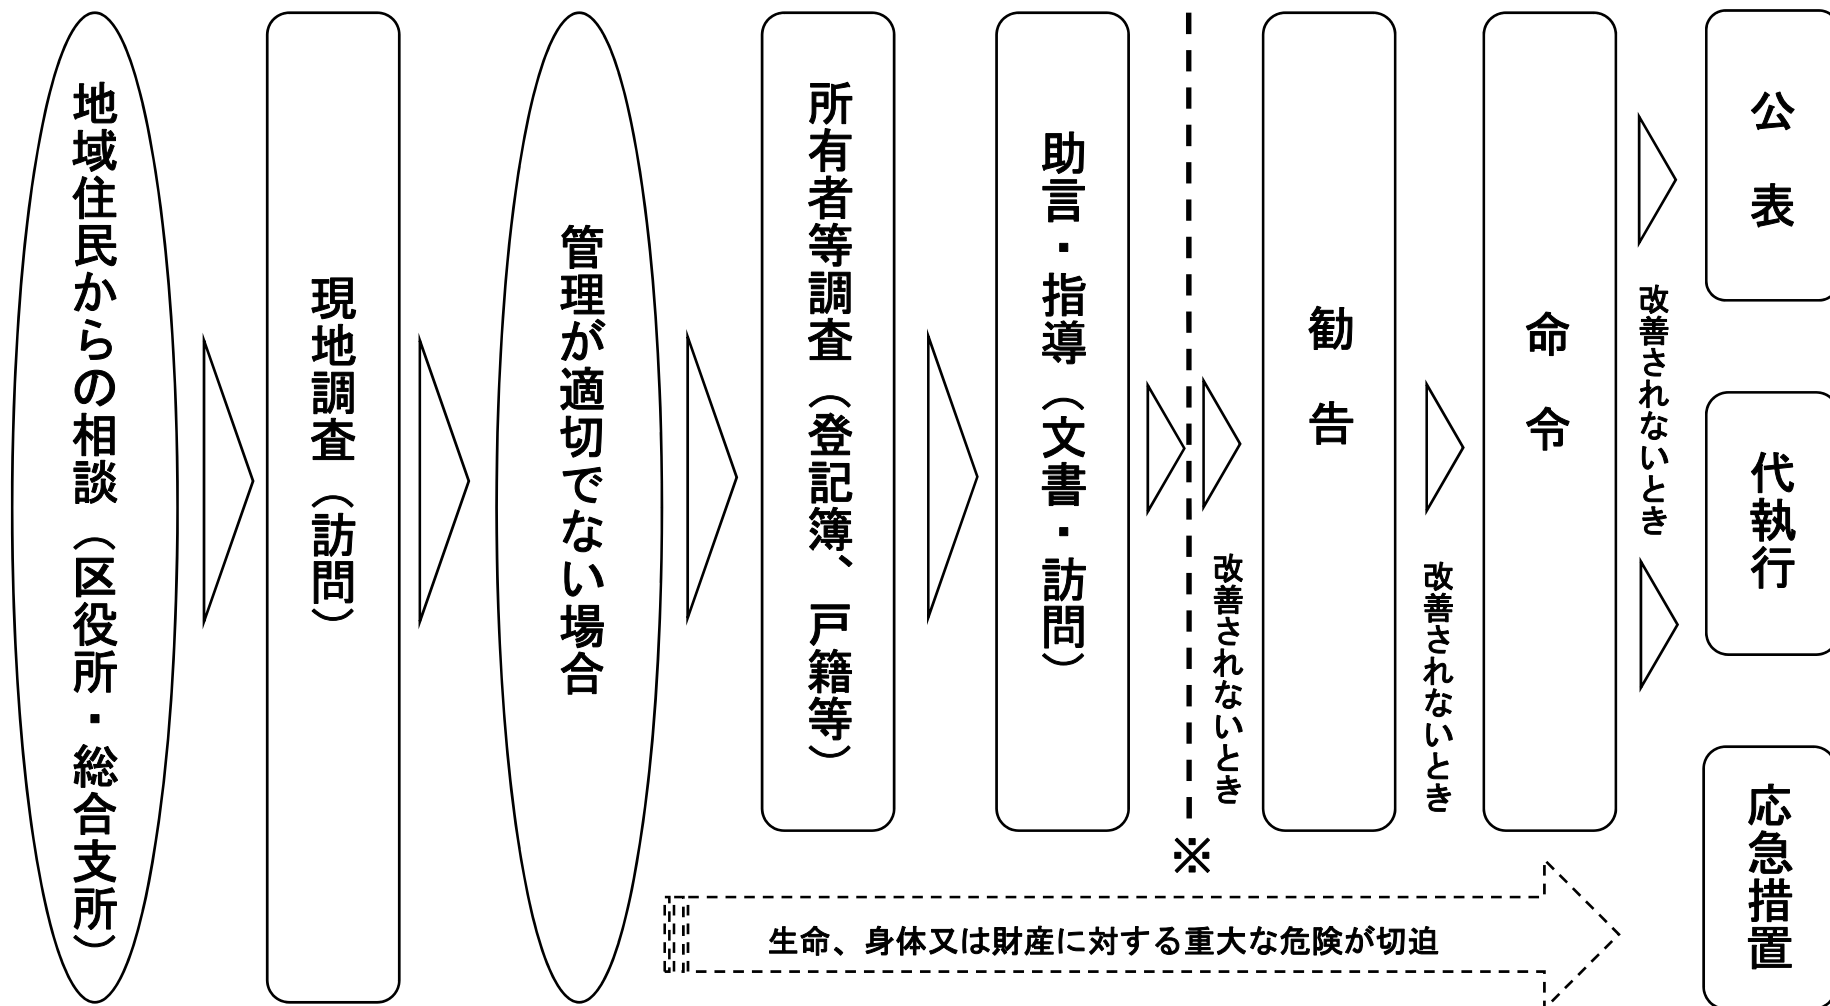 地域住民からの相談（区役所・総合支所）
現地調査（訪問）
管理が適切でない場合
所有者等調査（登記簿、戸籍等）
助言・指導（文書・訪問）
※
改善されないとき
勧告
改善されないとき
命令
改善されないとき
公表
代執行
応急措置
生命、身体又は財産に対する重大な危険が切迫